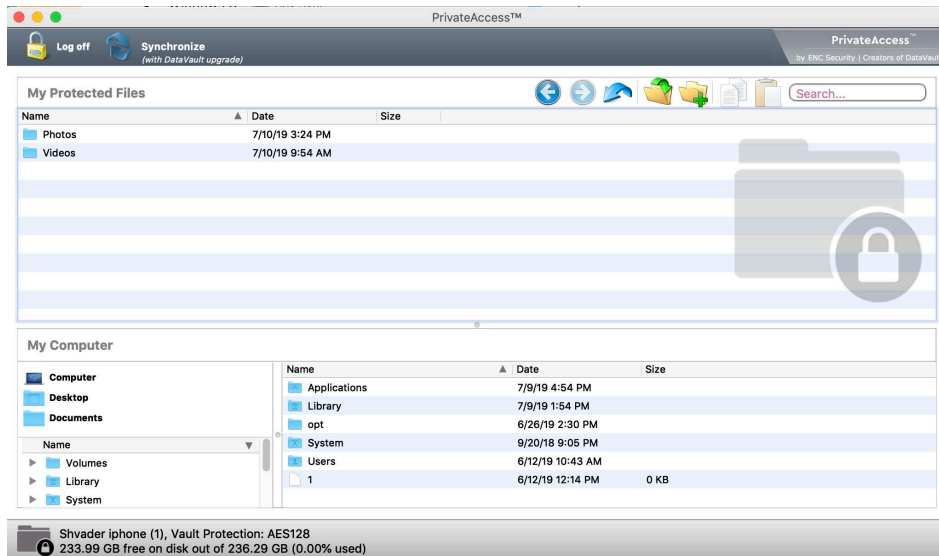 PrivateAccess™
Log off
Synchronize
(with DataVault upgrade)
PrivateAccess™
by ENC Security | Creators of DataVault
My Protected Files
Search...
Name Date Size
Photos 7/10/19 3:24 PM
Videos 7/10/19 9:54 AM
My Computer
Computer
Desktop
Documents
Name
Volumes
Library
System
Name Date Size
Applications 7/9/19 4:54 PM
Library 7/9/19 1:54 PM
opt 6/26/19 2:30 PM
System 9/20/18 9:05 PM
Users 6/12/19 10:43 AM
1 6/12/19 12:14 PM 0 KB
Shvader iphone (1), Vault Protection: AES128
233.99 GB free on disk out of 236.29 GB (0.00% used)